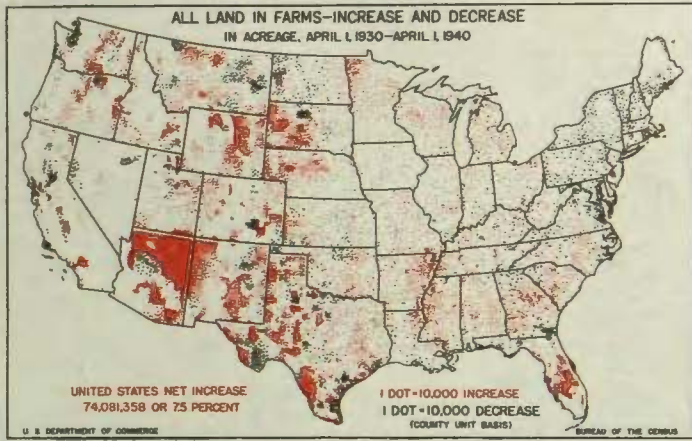 ALL LAND IN FARMS-INCREASE AND DECREASE
IN ACREAGE, APRIL 1, 1930-APRIL 1, 1940
UNITED STATES NET INCREASE
74,081,358 OR 7.5 PERCENT
1 DOT=10,000 INCREASE
1 DOT=10,000 DECREASE
(COUNTY UNIT BASIS)
U. S. DEPARTMENT OF COMMERCE
BUREAU OF THE CENSUS